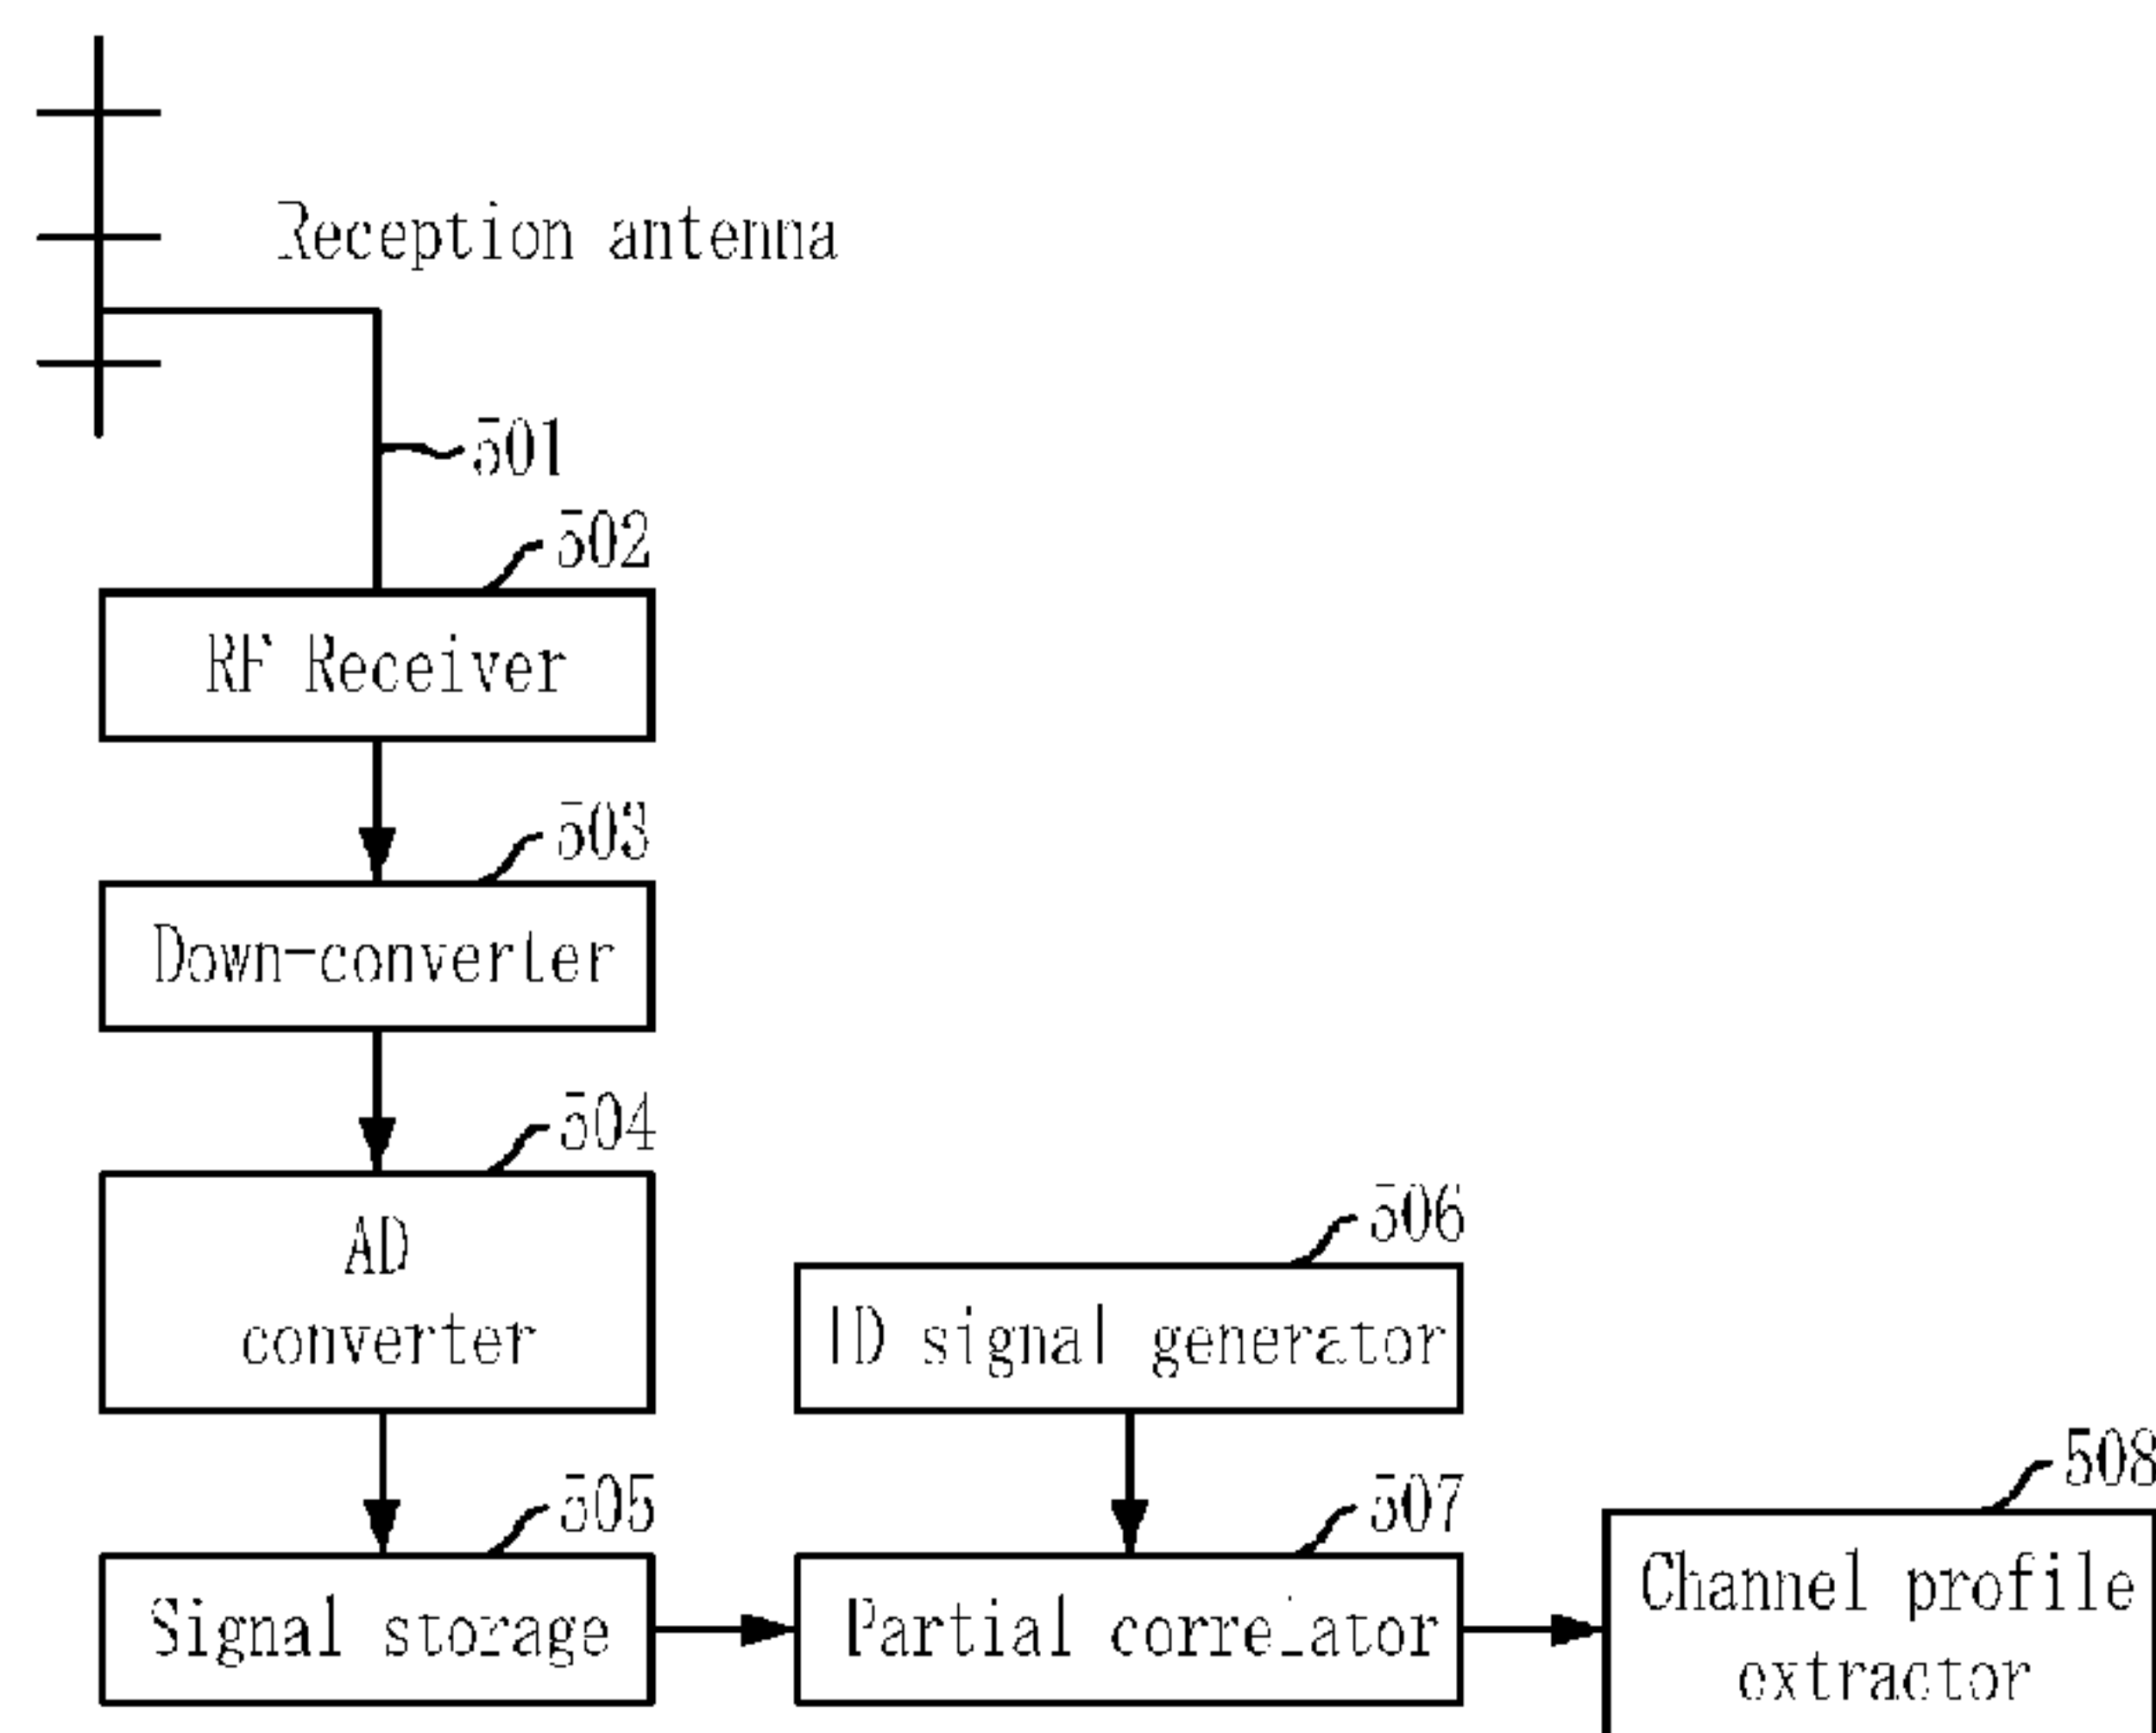 Reception antenna
501
502
RF Receiver
503
Down-converter
504
AD
converter
506
ID signal generator
505
Signal storage
507
Partial correlator
508
Channel profile
extractor